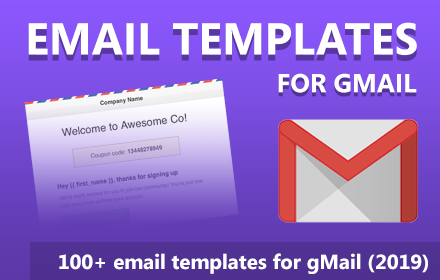 EMAIL TEMPLATES
FOR GMAIL
Company Name
Welcome to Awesome Co!
Coupon code: 13448278949
Hey {{ first_name }}, thanks for signing up
100+ email templates for gMail (2019)